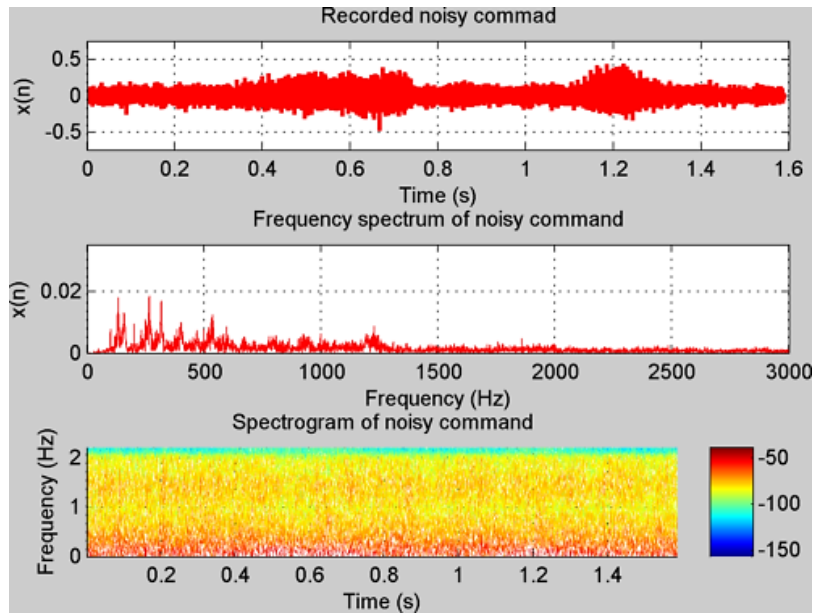 Recorded noisy commad
0.5
0
-0.5
x(n)
0 0.2 0.4 0.6 0.8 1 1.2 1.4 1.6
Time (s)
Frequency spectrum of noisy command
0.02
0
x(n)
0 500 1000 1500 2000 2500 3000
Frequency (Hz)
Spectrogram of noisy command
2
1
0
Frequency (Hz)
0.2 0.4 0.6 0.8 1 1.2 1.4
Time (s)
-50
-100
-150